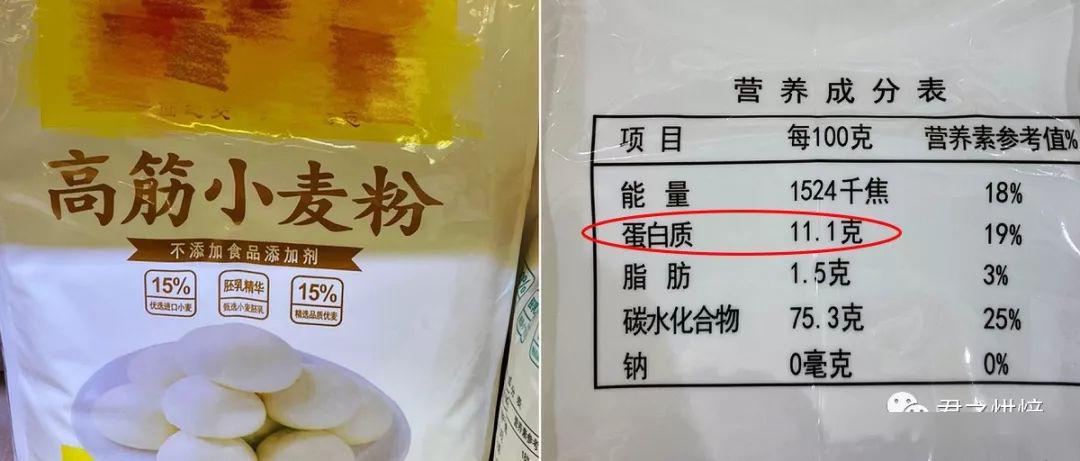 高筋小麦粉
不添加食品添加剂
15%
优选进口小麦
胚乳精华
甄选小麦胚乳
15%
精选品质优麦
营养成分表
项 目 每100克 营养素参考值%
能 量 1524千焦 18%
蛋白质 11.1克 19%
脂 肪 1.5克 3%
碳水化合物 75.3克 25%
钠 0毫克 0%
君之烘焙